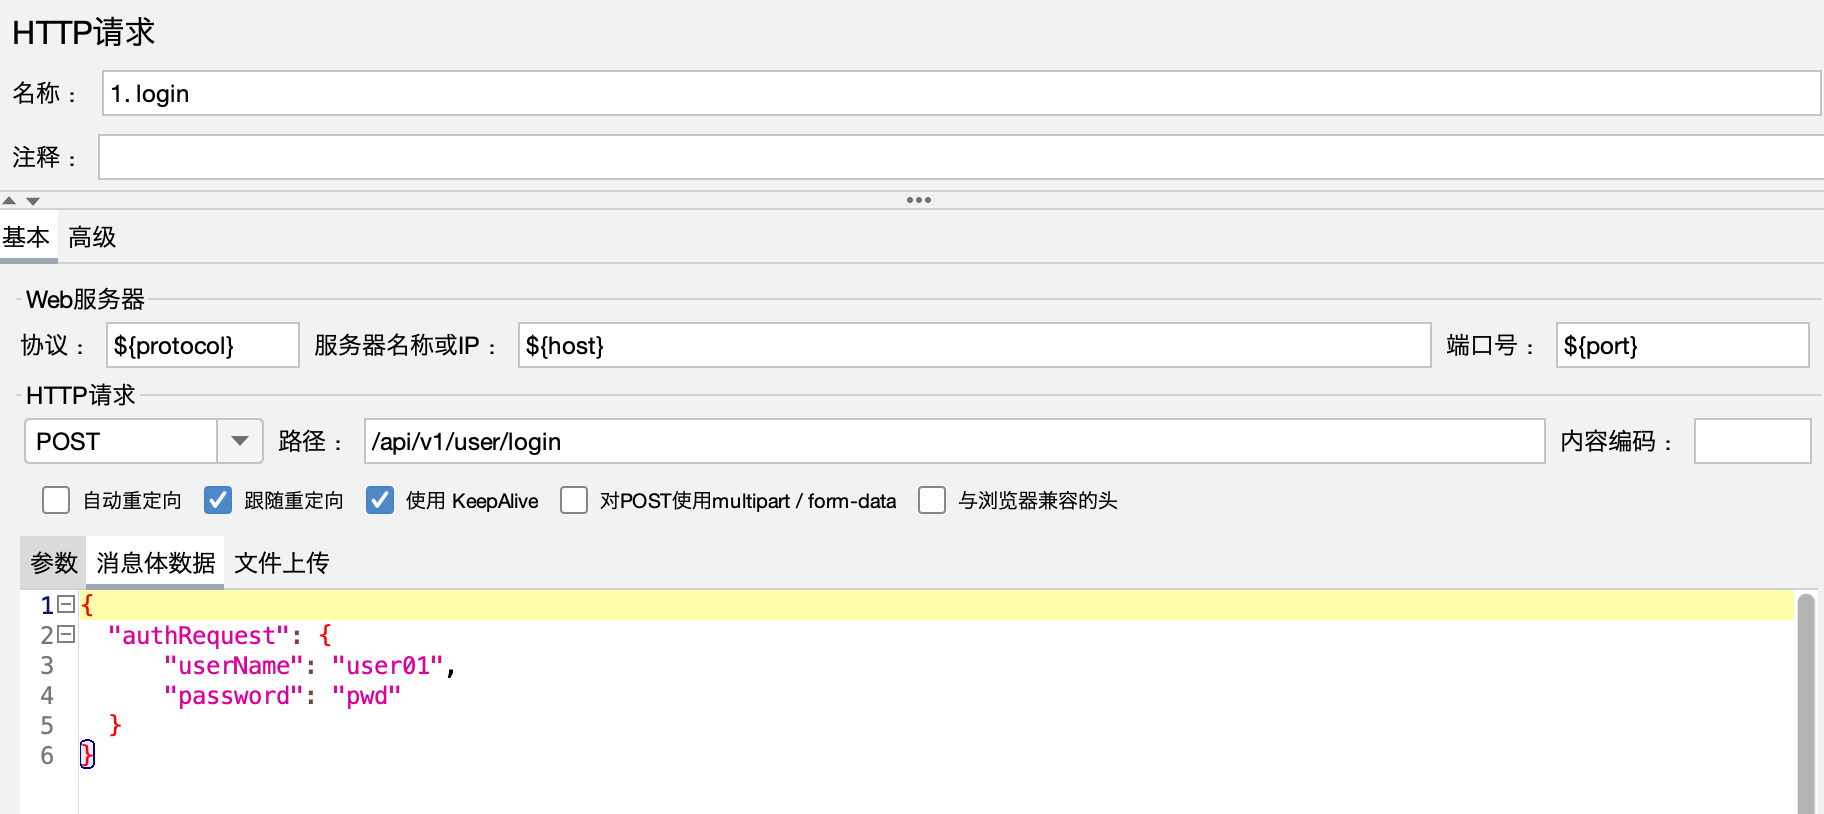 HTTP请求
名称： 1. login
注释：
基本 高级
Web服务器
协议： ${protocol} 服务器名称或IP： ${host} 端口号： ${port}
HTTP请求
POST 路径： /api/v1/user/login 内容编码：
自动重定向 跟随重定向 使用 KeepAlive 对POST使用multipart / form-data 与浏览器兼容的头
参数 消息体数据 文件上传
1 {
2 "authRequest": {
3 "userName": "user01",
4 "password": "pwd"
5 }
6 }